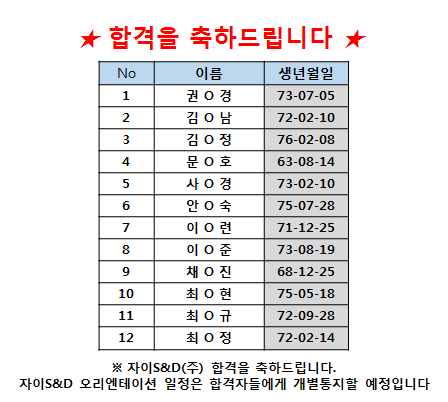 ★ 합격을 축하드립니다 ★
No 이름 생년월일
1 권 O 경 73-07-05
2 김 O 남 72-02-10
3 김 O 정 76-02-08
4 문 O 호 63-08-14
5 사 O 경 73-02-10
6 안 O 숙 75-07-28
7 이 O 련 71-12-25
8 이 O 준 73-08-19
9 채 O 진 68-12-25
10 최 O 현 75-05-18
11 최 O 규 72-09-28
12 최 O 정 72-02-14
※ 자이S&D(주) 합격을 축하드립니다.
자이S&D 오리엔테이션 일정은 합격자들에게 개별통지할 예정입니다